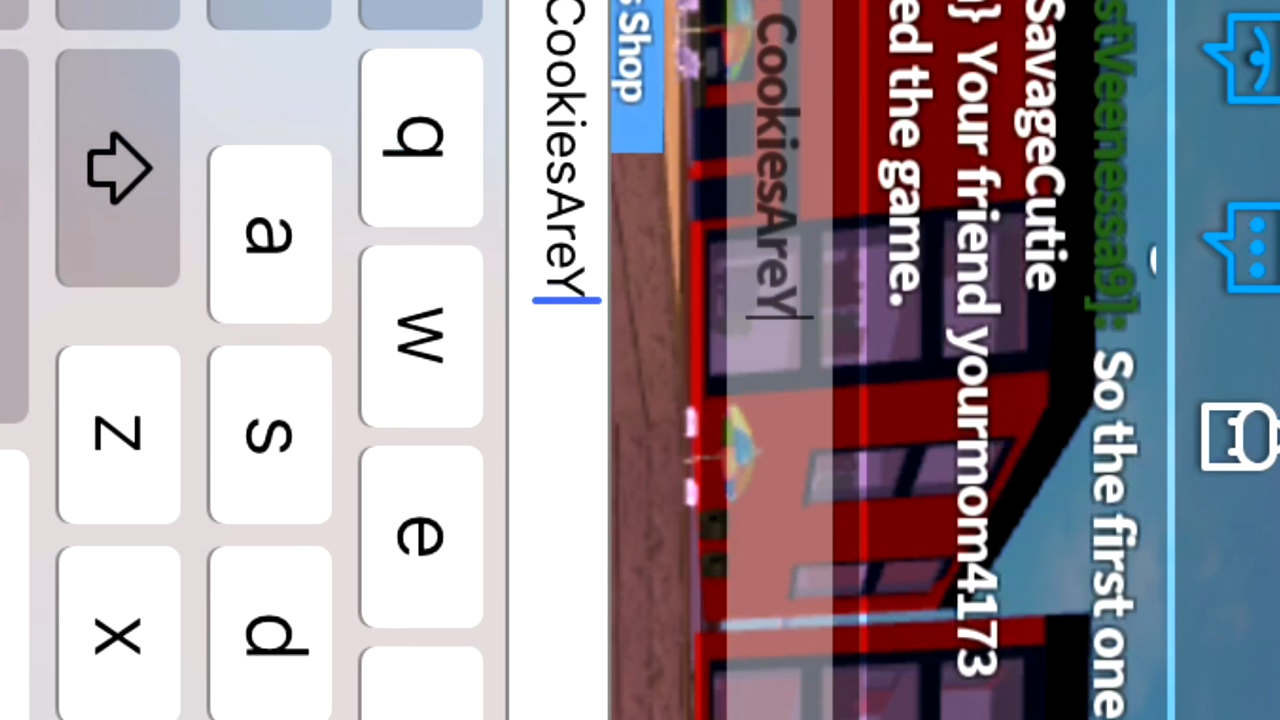 stVeenessa9]: So the first one
SavageCutie
} Your friend yourmom4173
ed the game.
CookiesAreY
s Shop
CookiesAreY
q w e
a s d
z x